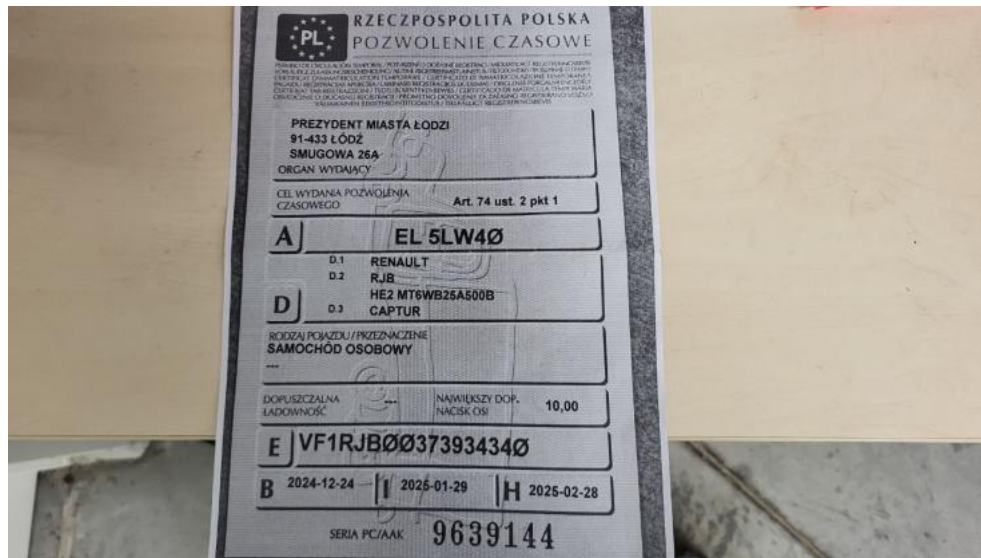 PL
RZECZPOSPOLITA POLSKA
POZWOLENIE CZASOWE
PREZYDENT MIASTA ŁODZI
91-433 ŁÓDŹ
SMUGOWA 26A
ORGAN WYDAJĄCY
CEL WYDANIA POZWOLENIA
CZASOWEGO Art. 74 ust. 2 pkt 1
A EL 5LW4Ø
D.1 RENAULT
D.2 RJB
HE2 MT6WB25A500B
D D.3 CAPTUR
RODZAJ POJAZDU / PRZEZNACZENIE
SAMOCHÓD OSOBOWY
---
DOPUSZCZALNA --- NAJWIĘKSZY DOP. 10,00
ŁADOWNOŚĆ NACISK OSI
E VF1RJBØØ37393434Ø
B 2024-12-24 I 2025-01-29 H 2025-02-28
SERIA PC/AAK 9639144